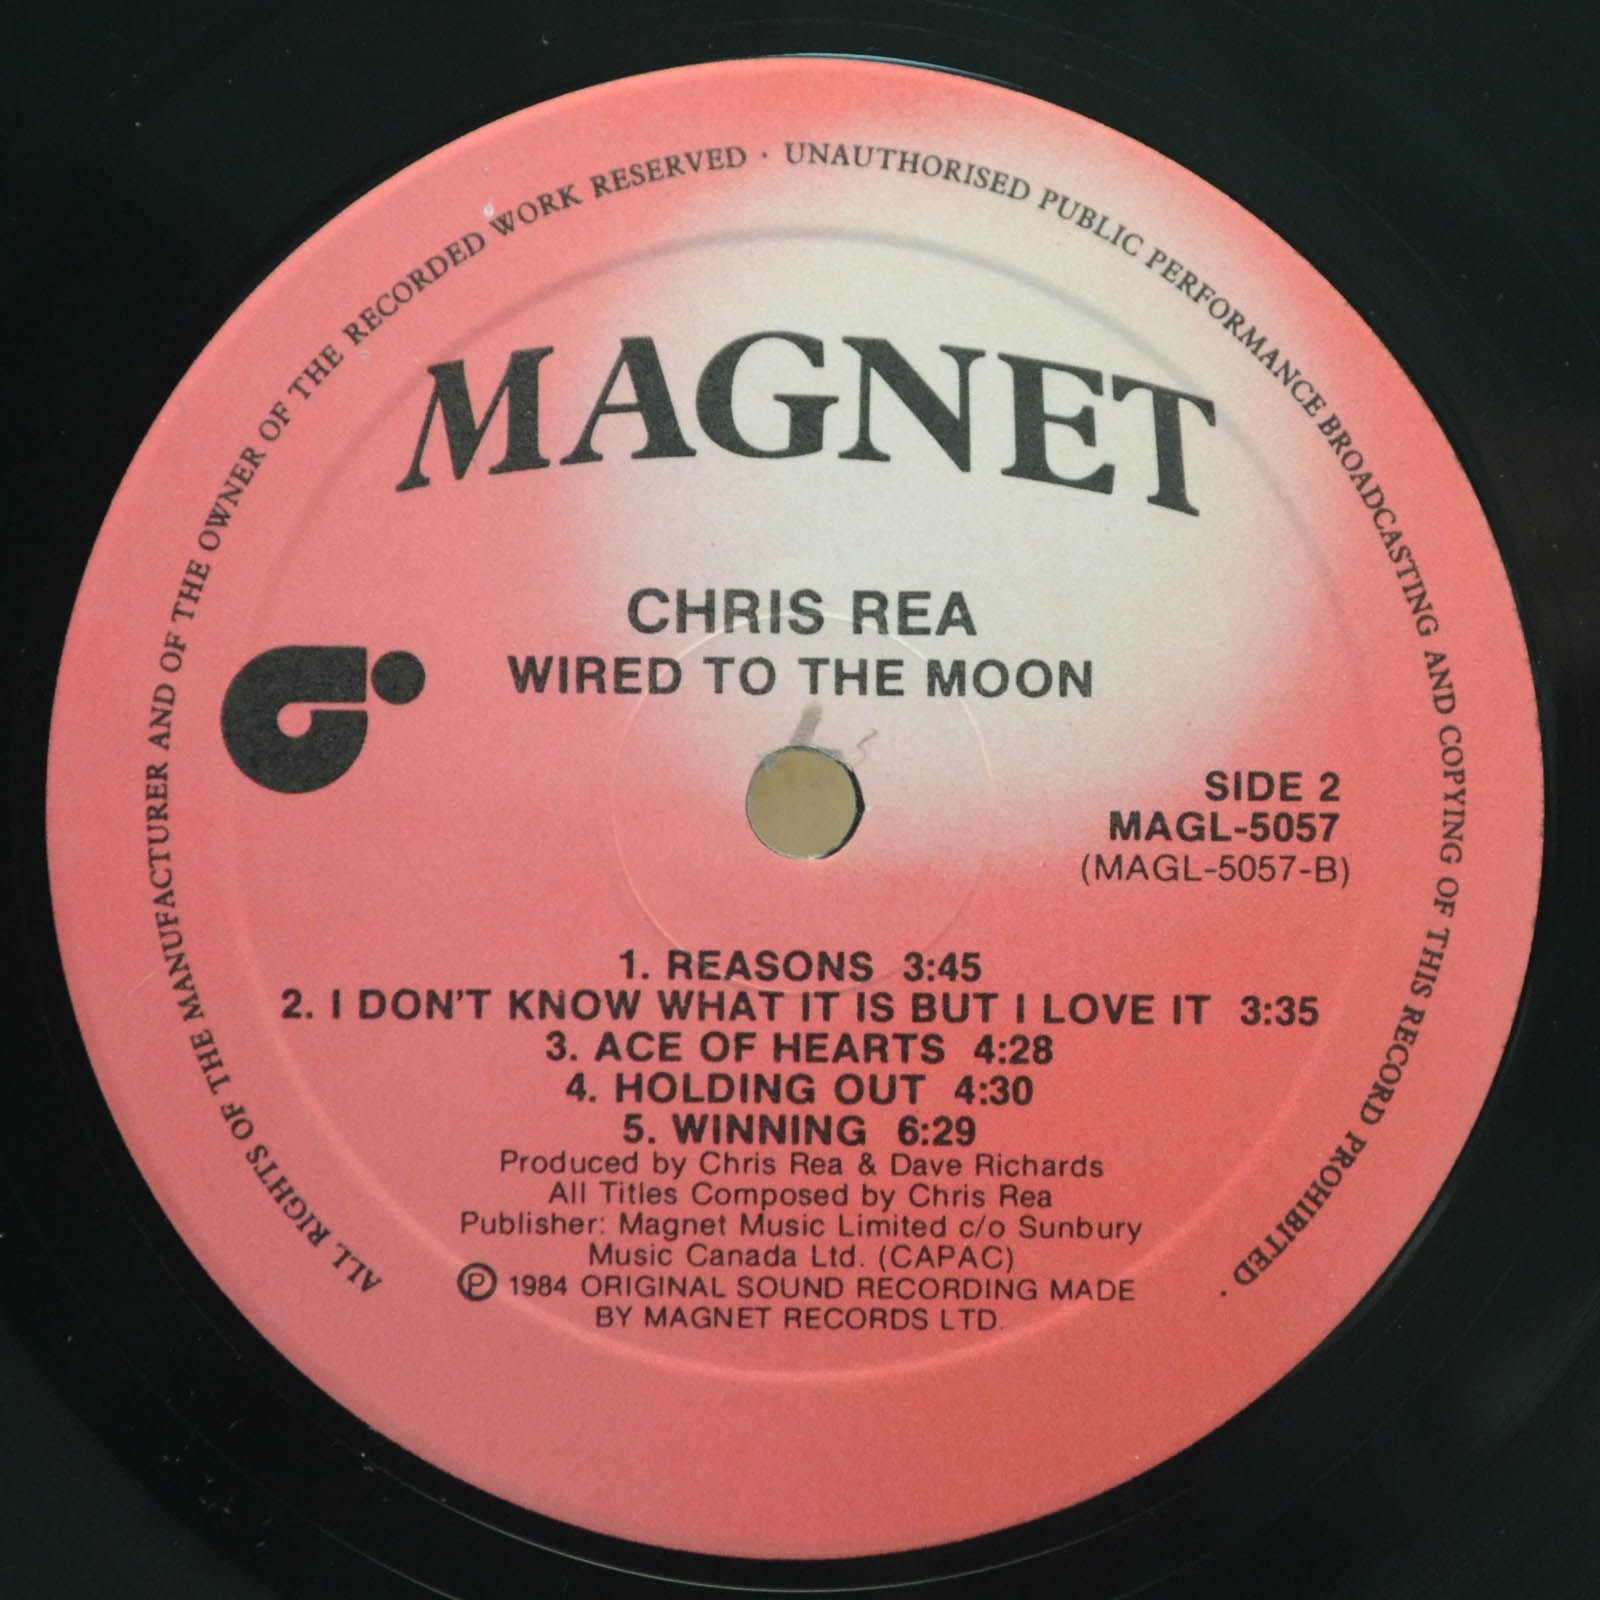 ALL RIGHTS OF THE MANUFACTURER AND OF THE OWNER OF THE RECORDED WORK RESERVED · UNAUTHORISED PUBLIC PERFORMANCE BROADCASTING AND COPYING OF THIS RECORD PROHIBITED ·
MAGNET
CHRIS REA
WIRED TO THE MOON
SIDE 2
MAGL-5057
(MAGL-5057-B)
1. REASONS 3:45
2. I DON'T KNOW WHAT IT IS BUT I LOVE IT 3:35
3. ACE OF HEARTS 4:28
4. HOLDING OUT 4:30
5. WINNING 6:29
Produced by Chris Rea & Dave Richards
All Titles Composed by Chris Rea
Publisher: Magnet Music Limited c/o Sunbury
Music Canada Ltd. (CAPAC)
Ⓟ 1984 ORIGINAL SOUND RECORDING MADE
BY MAGNET RECORDS LTD.